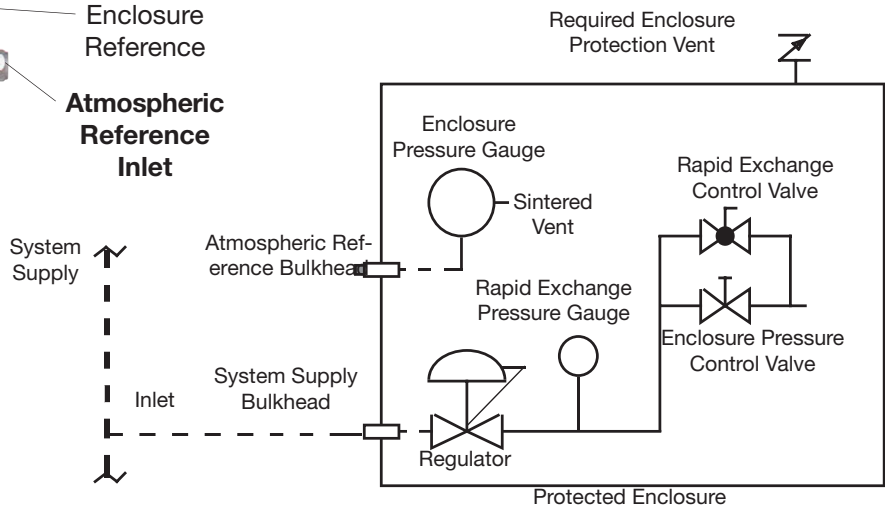 Enclosure
Reference
Atmospheric
Reference
Inlet
Required Enclosure
Protection Vent
Enclosure
Pressure Gauge
Sintered
Vent
Rapid Exchange
Control Valve
System
Supply
Atmospheric Ref-
erence Bulkhead
Rapid Exchange
Pressure Gauge
Enclosure Pressure
Control Valve
System Supply
Bulkhead
Inlet
Regulator
Protected Enclosure